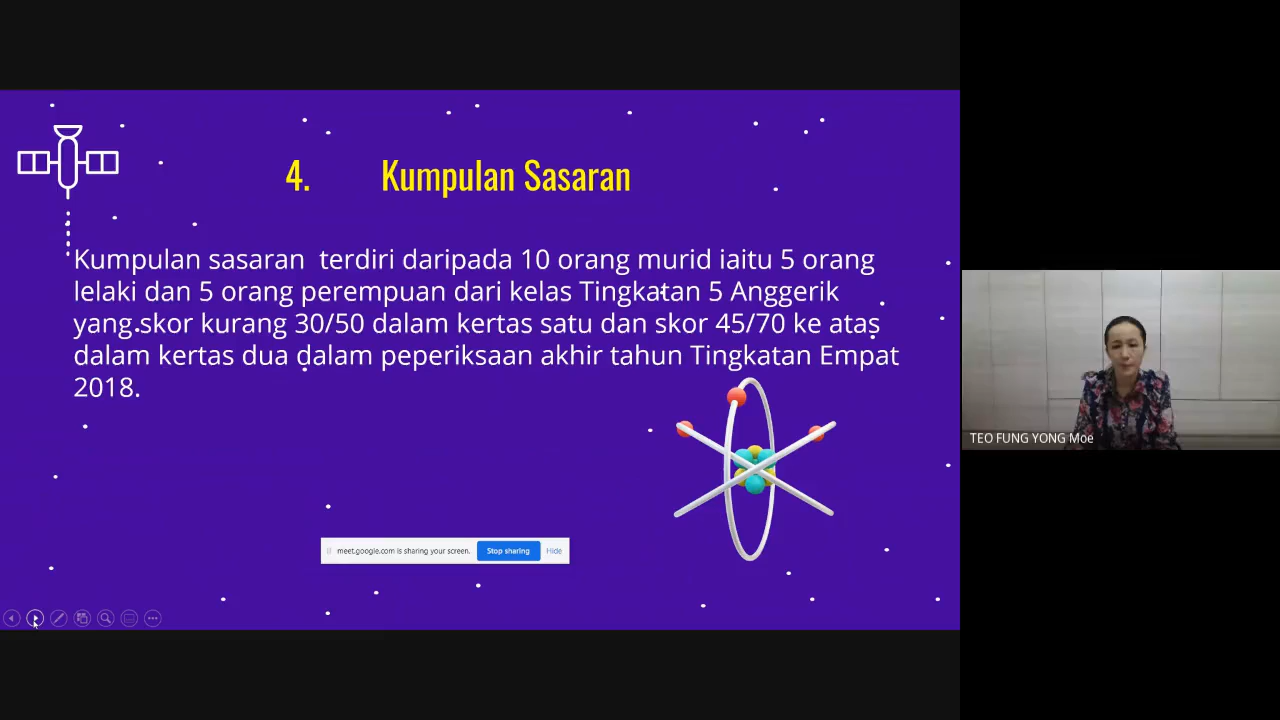 4. Kumpulan Sasaran
Kumpulan sasaran terdiri daripada 10 orang murid iaitu 5 orang
lelaki dan 5 orang perempuan dari kelas Tingkatan 5 Anggerik
yang skor kurang 30/50 dalam kertas satu dan skor 45/70 ke atas
dalam kertas dua dalam peperiksaan akhir tahun Tingkatan Empat
2018.
meet.google.com is sharing your screen. Stop sharing Hide
TEO FUNG YONG Moe